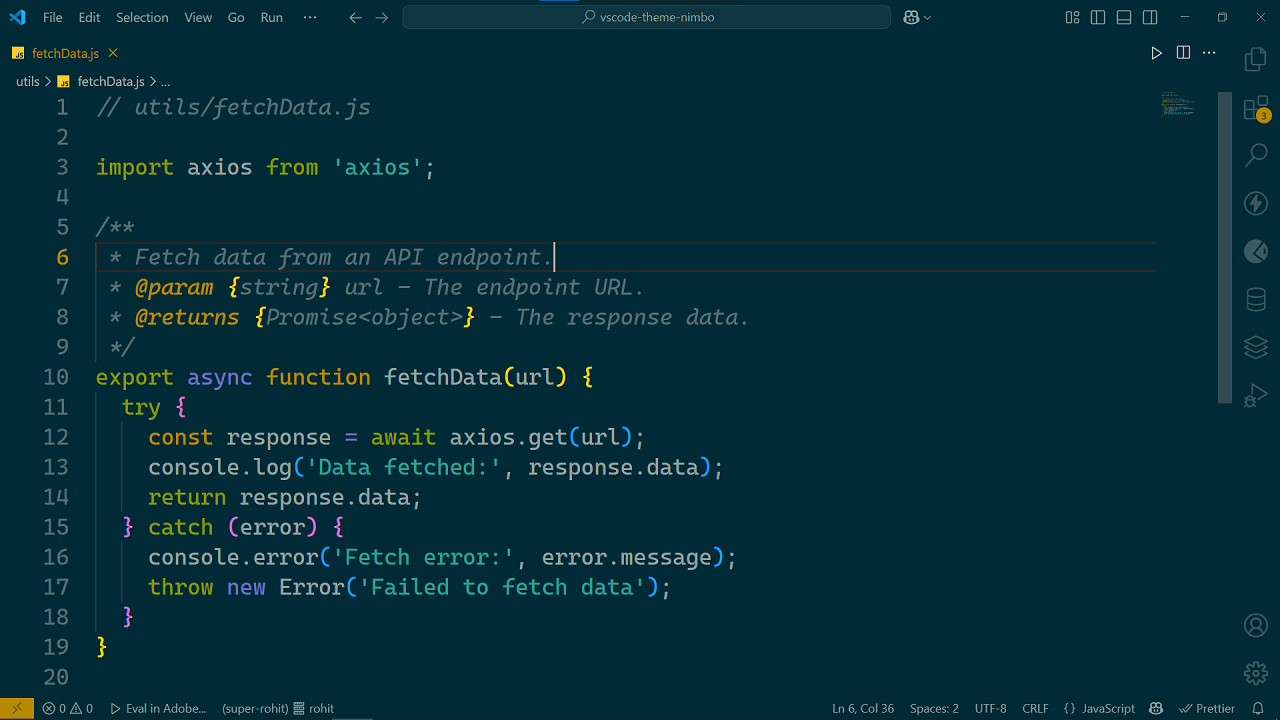 File Edit Selection View Go Run ... vscode-theme-nimbo
JS fetchData.js
utils > JS fetchData.js > ...
1 // utils/fetchData.js
2
3 import axios from 'axios';
4
5 /**
6  * Fetch data from an API endpoint.
7  * @param {string} url - The endpoint URL.
8  * @returns {Promise<object>} - The response data.
9  */
10 export async function fetchData(url) {
11   try {
12     const response = await axios.get(url);
13     console.log('Data fetched:', response.data);
14     return response.data;
15   } catch (error) {
16     console.error('Fetch error:', error.message);
17     throw new Error('Failed to fetch data');
18   }
19 }
20
3
0 0 Eval in Adobe... (super-rohit) rohit Ln 6, Col 36 Spaces: 2 UTF-8 CRLF {} JavaScript Prettier